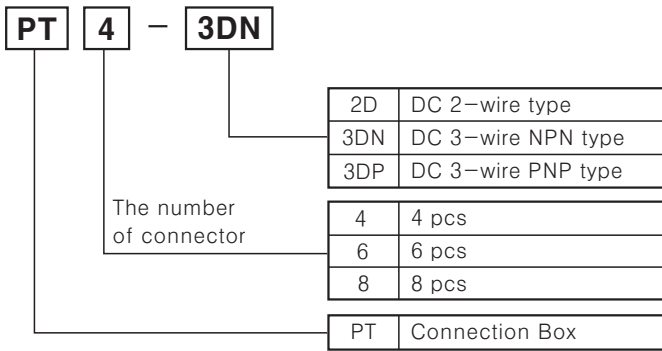 PT 4 － 3DN
2D DC 2－wire type
3DN DC 3－wire NPN type
3DP DC 3－wire PNP type
The number
of connector
4 4 pcs
6 6 pcs
8 8 pcs
PT Connection Box